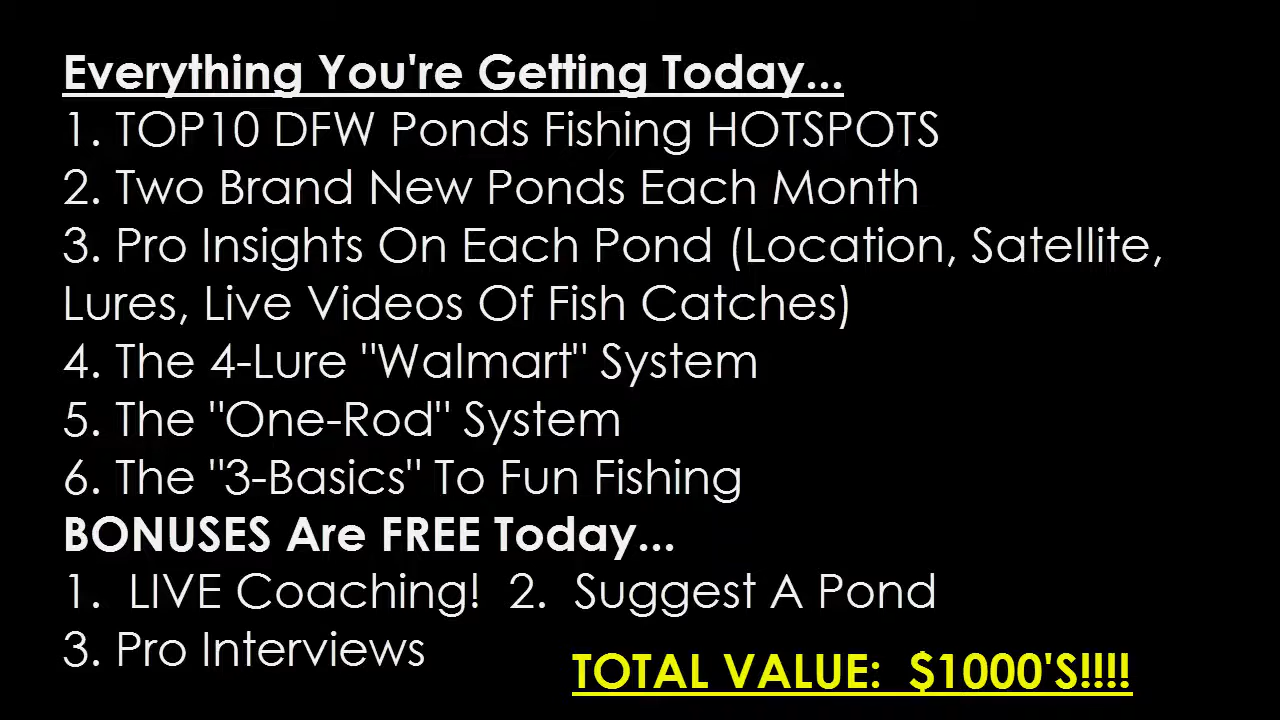 Everything You're Getting Today...
1. TOP10 DFW Ponds Fishing HOTSPOTS
2. Two Brand New Ponds Each Month
3. Pro Insights On Each Pond (Location, Satellite,
Lures, Live Videos Of Fish Catches)
4. The 4-Lure "Walmart" System
5. The "One-Rod" System
6. The "3-Basics" To Fun Fishing
BONUSES Are FREE Today...
1.  LIVE Coaching!  2.  Suggest A Pond
3. Pro Interviews
TOTAL VALUE:  $1000'S!!!!